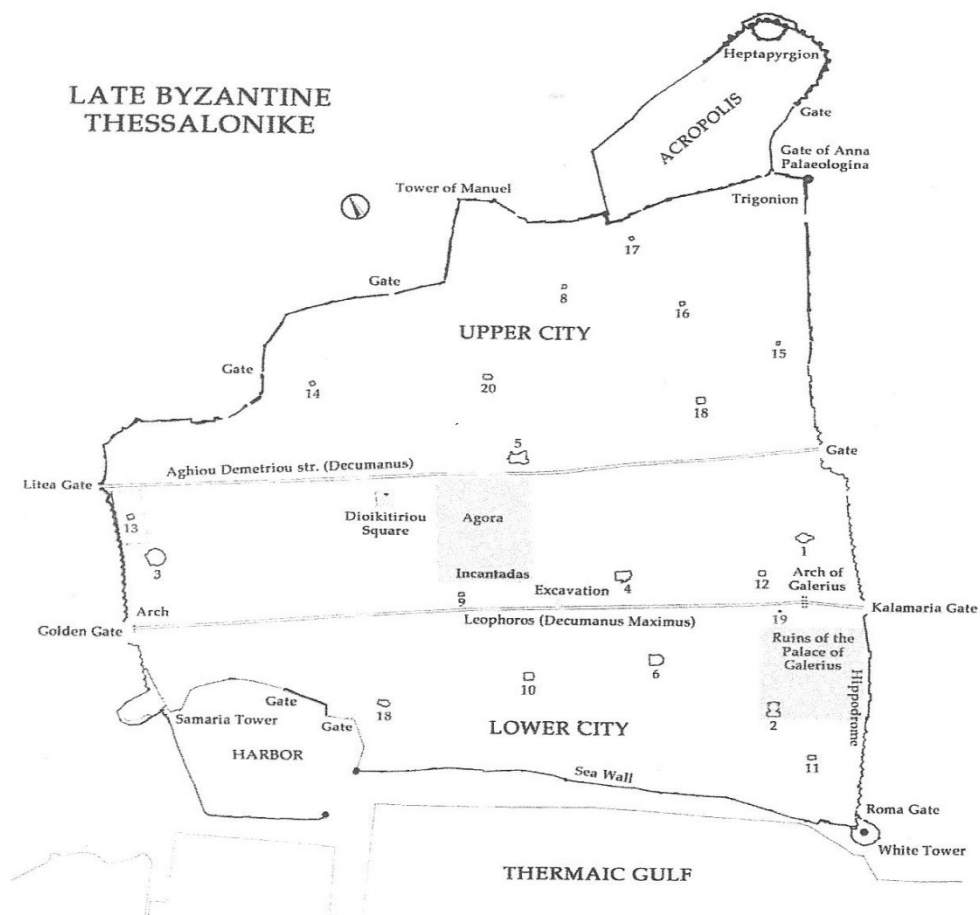 LATE BYZANTINE
THESSALONIKE
Heptapyrgion
ACROPOLIS
Gate
Gate of Anna
Palaeologina
Tower of Manuel
Trigonion
17
Gate
8
16
UPPER CITY
15
Gate
14
20
18
5
Gate
Aghiou Demetriou str. (Decumanus)
Litea Gate
13
Dioikitiriou
Square
Agora
3
1
Incantadas
Excavation
4
12
Arch of
Galerius
Arch
9
Leophoros (Decumanus Maximus)
19
Kalamaria Gate
Golden Gate
Ruins of the
Palace of
Galerius
6
Hippodrome
10
Gate
18
Gate
Samaria Tower
LOWER CITY
2
HARBOR
11
Sea Wall
Roma Gate
White Tower
THERMAIC GULF